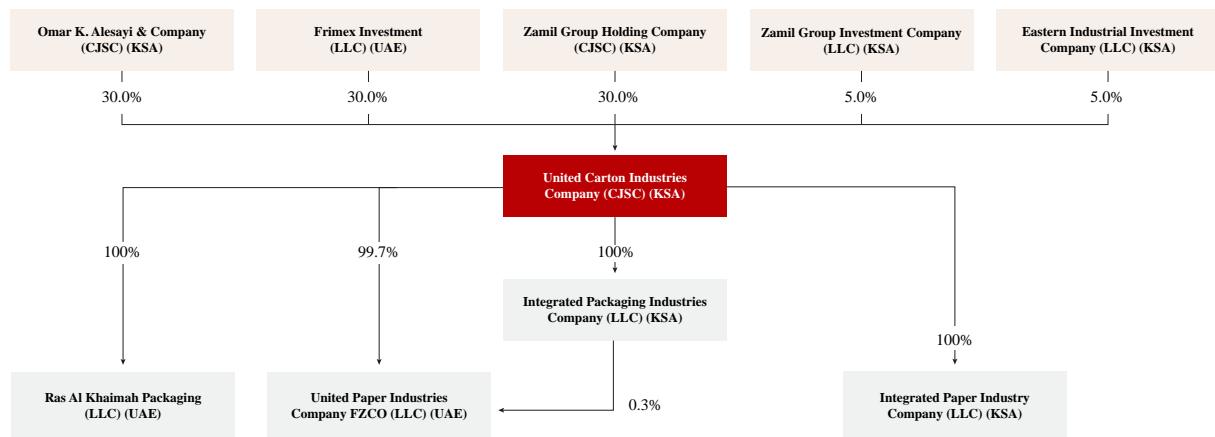 Omar K. Alesayi & Company
(CJSC) (KSA)
Frimex Investment
(LLC) (UAE)
Zamil Group Holding Company
(CJSC) (KSA)
Zamil Group Investment Company
(LLC) (KSA)
Eastern Industrial Investment
Company (LLC) (KSA)
30.0%
30.0%
30.0%
5.0%
5.0%
United Carton Industries
Company (CJSC) (KSA)
100%
99.7%
100%
Integrated Packaging Industries
Company (LLC) (KSA)
100%
Ras Al Khaimah Packaging
(LLC) (UAE)
United Paper Industries
Company FZCO (LLC) (UAE)
0.3%
Integrated Paper Industry
Company (LLC) (KSA)